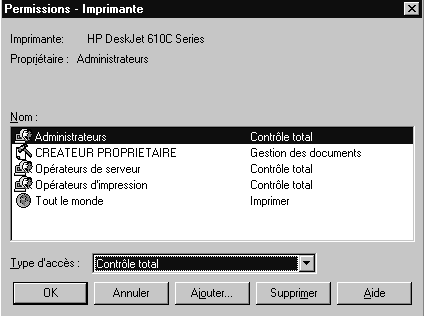 Permissions - Imprimante
Imprimante: HP DeskJet 610C Series
Propriétaire : Administrateurs
Nom :
Administrateurs Contrôle total
CREATEUR PROPRIETAIRE Gestion des documents
Opérateurs de serveur Contrôle total
Opérateurs d'impression Contrôle total
Tout le monde Imprimer
Type d'accès : Contrôle total
OK Annuler Ajouter... Supprimer Aide